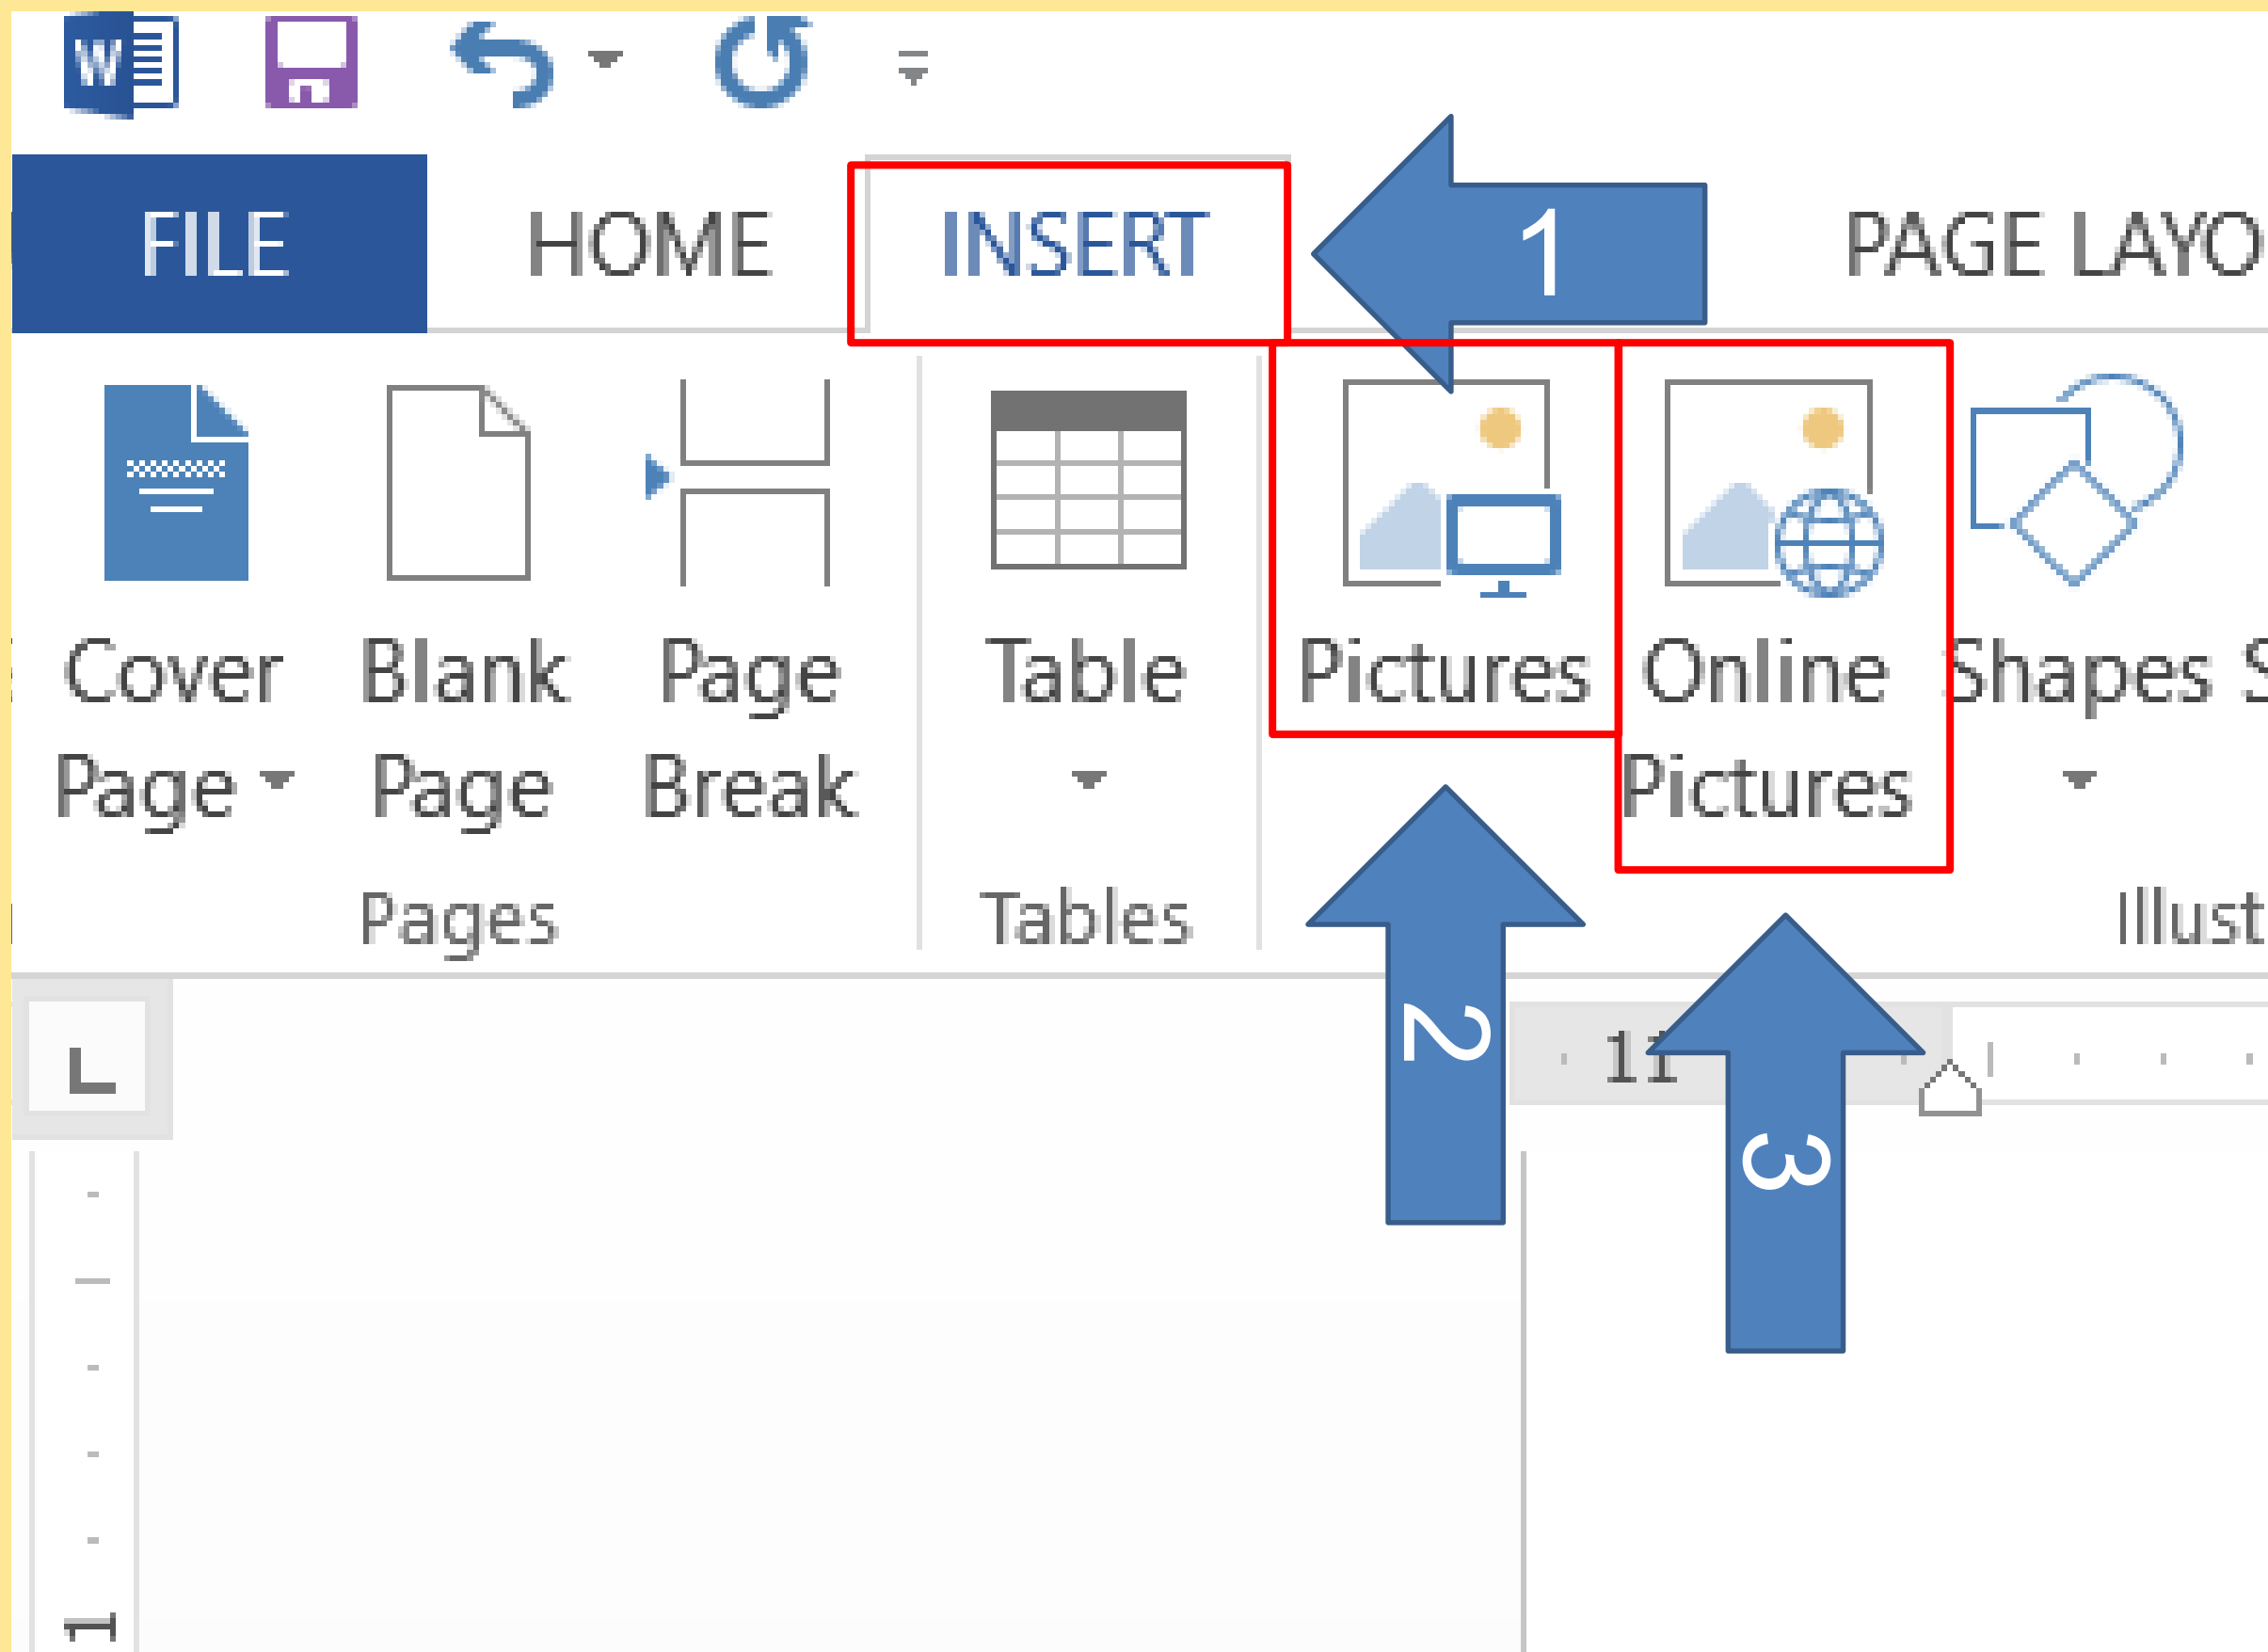 W
FILE HOME INSERT 1 PAGE LAYO
Cover Blank Page Table Pictures Online Shapes S
Page Page Break Pictures
Pages Tables Illust
2
11
3
1